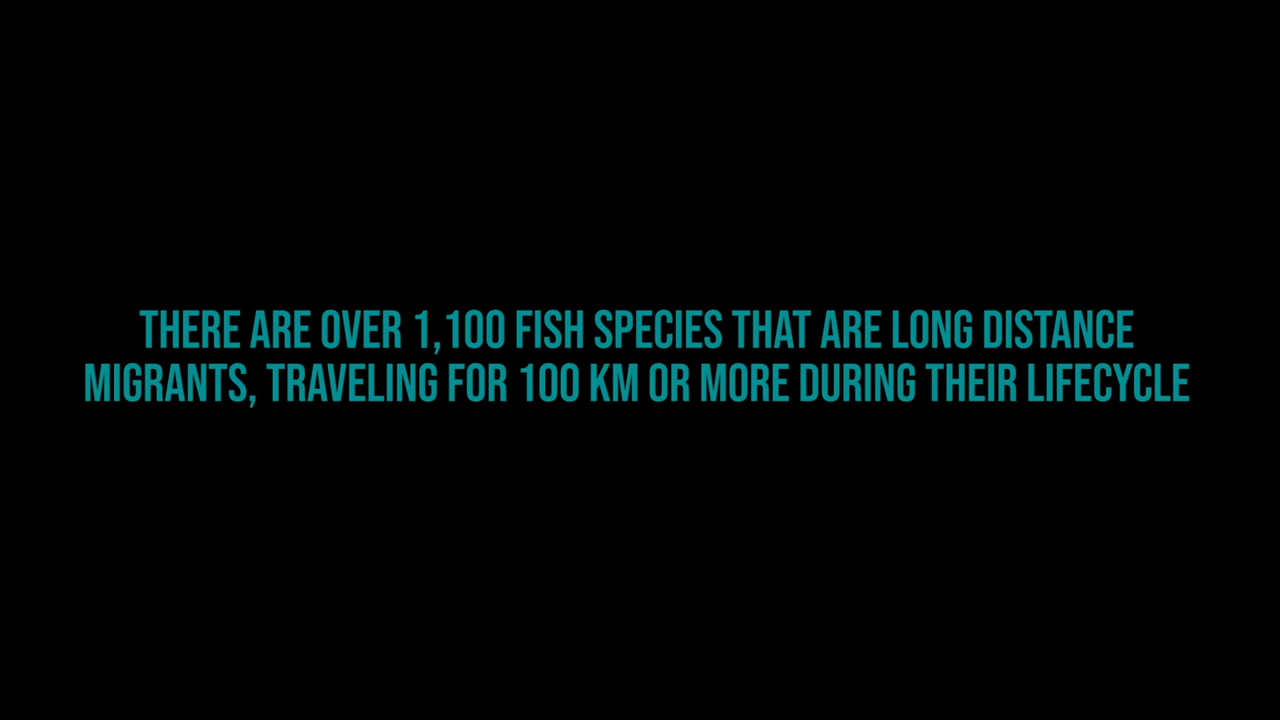 THERE ARE OVER 1,100 FISH SPECIES THAT ARE LONG DISTANCE
MIGRANTS, TRAVELING FOR 100 KM OR MORE DURING THEIR LIFECYCLE